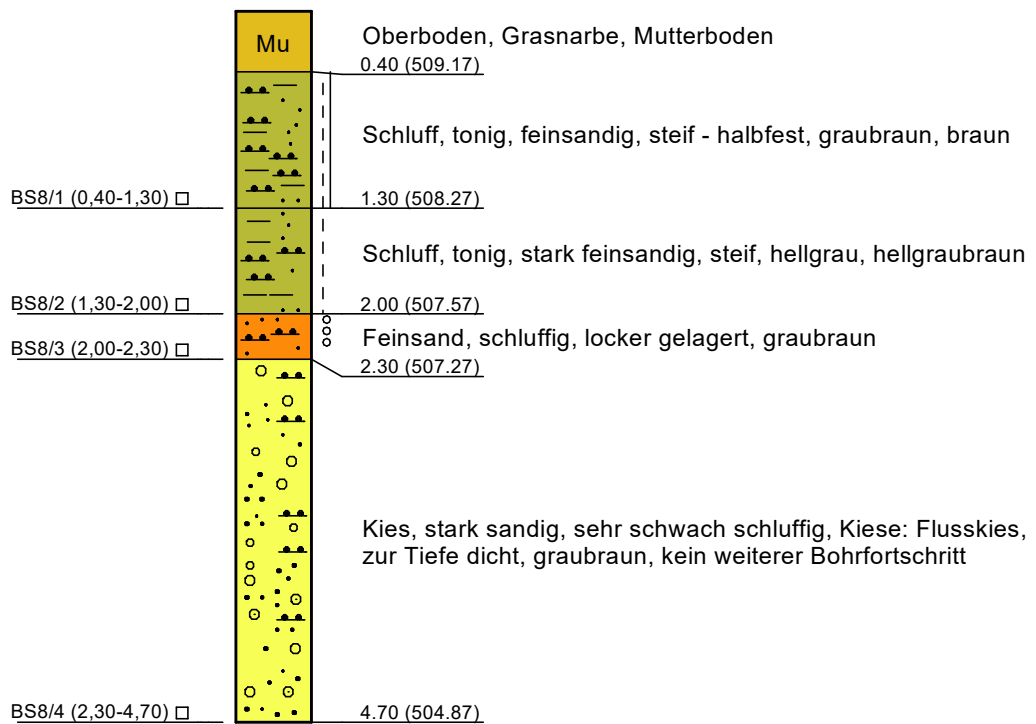 Mu
Oberboden, Grasnarbe, Mutterboden
0.40 (509.17)
Schluff, tonig, feinsandig, steif - halbfest, graubraun, braun
BS8/1 (0,40-1,30)
1.30 (508.27)
Schluff, tonig, stark feinsandig, steif, hellgrau, hellgraubraun
BS8/2 (1,30-2,00)
2.00 (507.57)
Feinsand, schluffig, locker gelagert, graubraun
BS8/3 (2,00-2,30)
2.30 (507.27)
Kies, stark sandig, sehr schwach schluffig, Kiese: Flusskies,
zur Tiefe dicht, graubraun, kein weiterer Bohrfortschritt
BS8/4 (2,30-4,70)
4.70 (504.87)